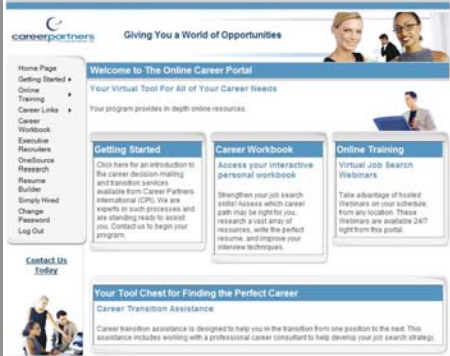 careerpartners
Giving You a World of Opportunities
Home Page
Getting Started
Online
Training
Career Links
Career
Workbook
Executive
Recruiters
OneSource
Research
Resume
Builder
Simply Hired
Change
Password
Log Out
Contact Us
Today
Welcome to The Online Career Portal
Your Virtual Tool For All of Your Career Needs
Your program provides in depth online resources.
Getting Started
Click here for an introduction to
the career decision-making
and transition services
available from Career Partners
International (CPI). We are
experts in such processes and
are standing ready to assist
you. Contact us to begin your
program.
Career Workbook
Access your interactive
personal workbook
Strengthen your job search
skills! Assess which career
path may be right for you,
research a vast array of
resources, write the perfect
resume, and improve your
interview techniques.
Online Training
Virtual Job Search
Webinars
Take advantage of hosted
Webinars on your schedule,
from any location. These
Webinars are available 24/7
right from this portal.
Your Tool Chest for Finding the Perfect Career
Career Transition Assistance
Career transition assistance is designed to help you in the transition from one position to the next. This
assistance includes working with a professional career consultant to help develop your job search strategy.